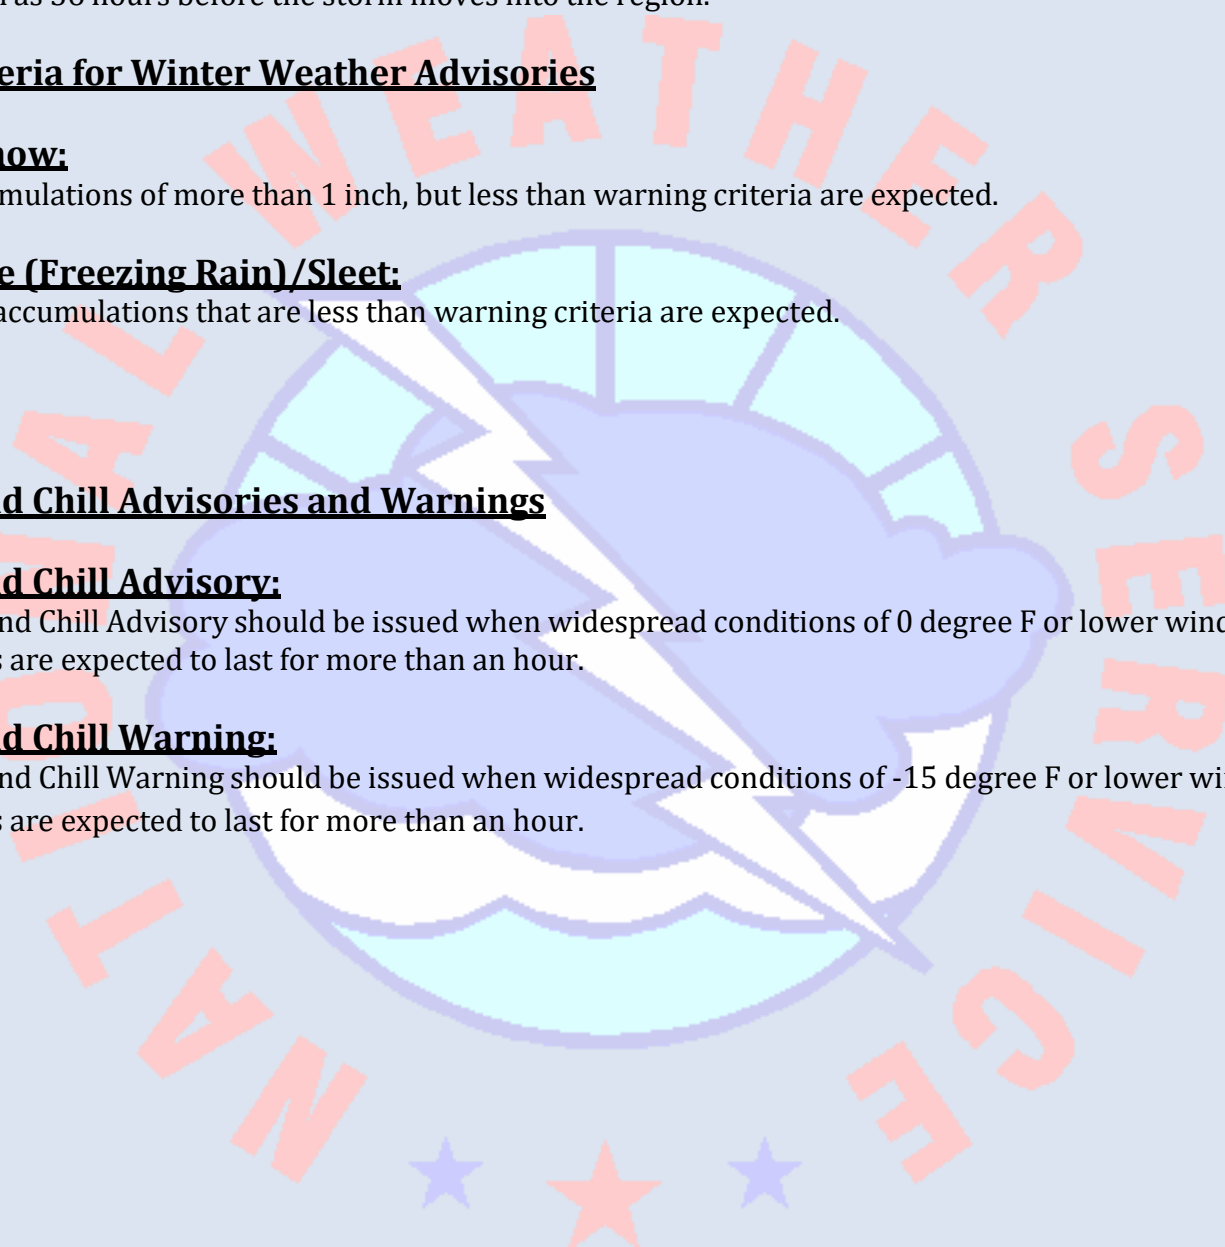 as 36 hours before the storm moves into the region.
eria for Winter Weather Advisories
now:
mulations of more than 1 inch, but less than warning criteria are expected.
e (Freezing Rain)/Sleet:
accumulations that are less than warning criteria are expected.
d Chill Advisories and Warnings
d Chill Advisory:
nd Chill Advisory should be issued when widespread conditions of 0 degree F or lower wind
s are expected to last for more than an hour.
d Chill Warning:
nd Chill Warning should be issued when widespread conditions of -15 degree F or lower wi
s are expected to last for more than an hour.
NATIONAL WEATHER SERVICE